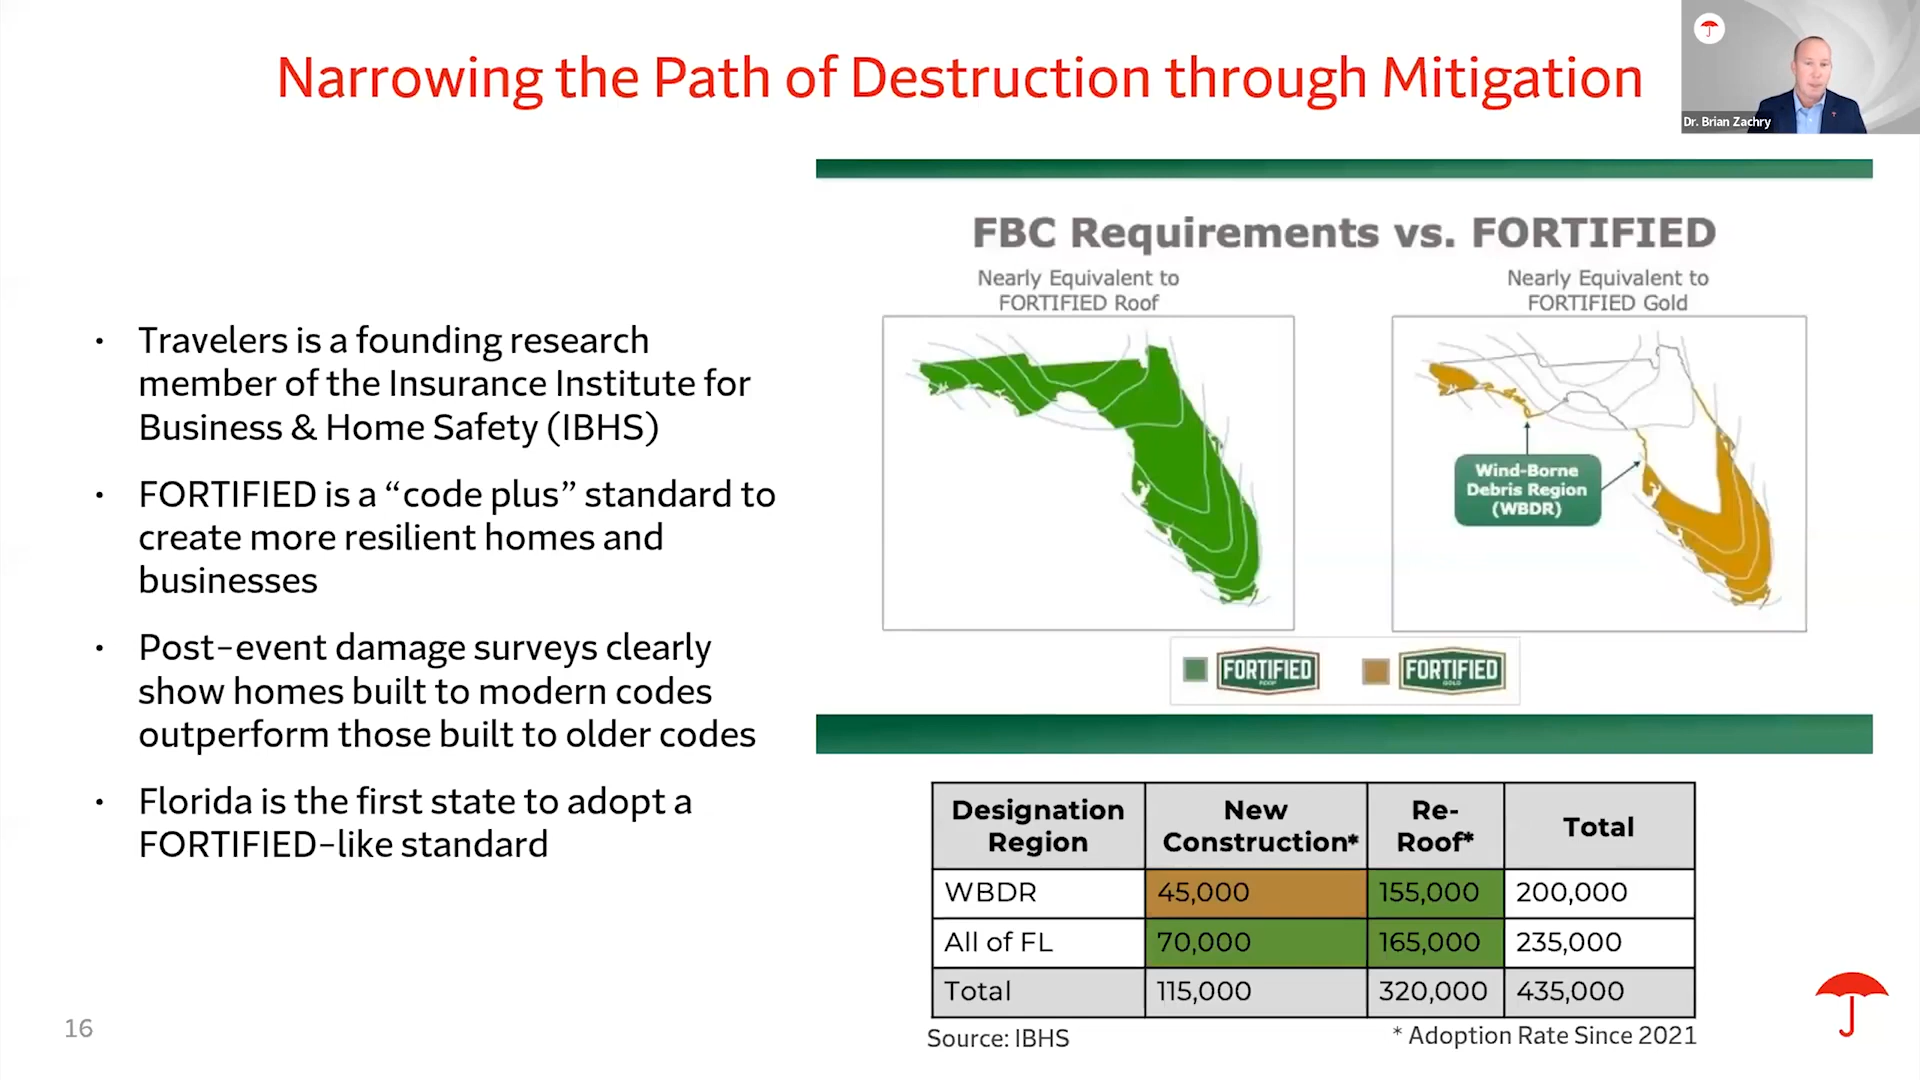 Narrowing the Path of Destruction through Mitigation
Dr. Brian Zachry
• Travelers is a founding research
member of the Insurance Institute for
Business & Home Safety (IBHS)
• FORTIFIED is a “code plus” standard to
create more resilient homes and
businesses
• Post-event damage surveys clearly
show homes built to modern codes
outperform those built to older codes
• Florida is the first state to adopt a
FORTIFIED-like standard
FBC Requirements vs. FORTIFIED
Nearly Equivalent to
FORTIFIED Roof
Nearly Equivalent to
FORTIFIED Gold
Wind-Borne
Debris Region
(WBDR)
FORTIFIED
ROOF
FORTIFIED
GOLD
Designation Region New Construction* Re-Roof* Total
WBDR 45,000 155,000 200,000
All of FL 70,000 165,000 235,000
Total 115,000 320,000 435,000
Source: IBHS
* Adoption Rate Since 2021
16